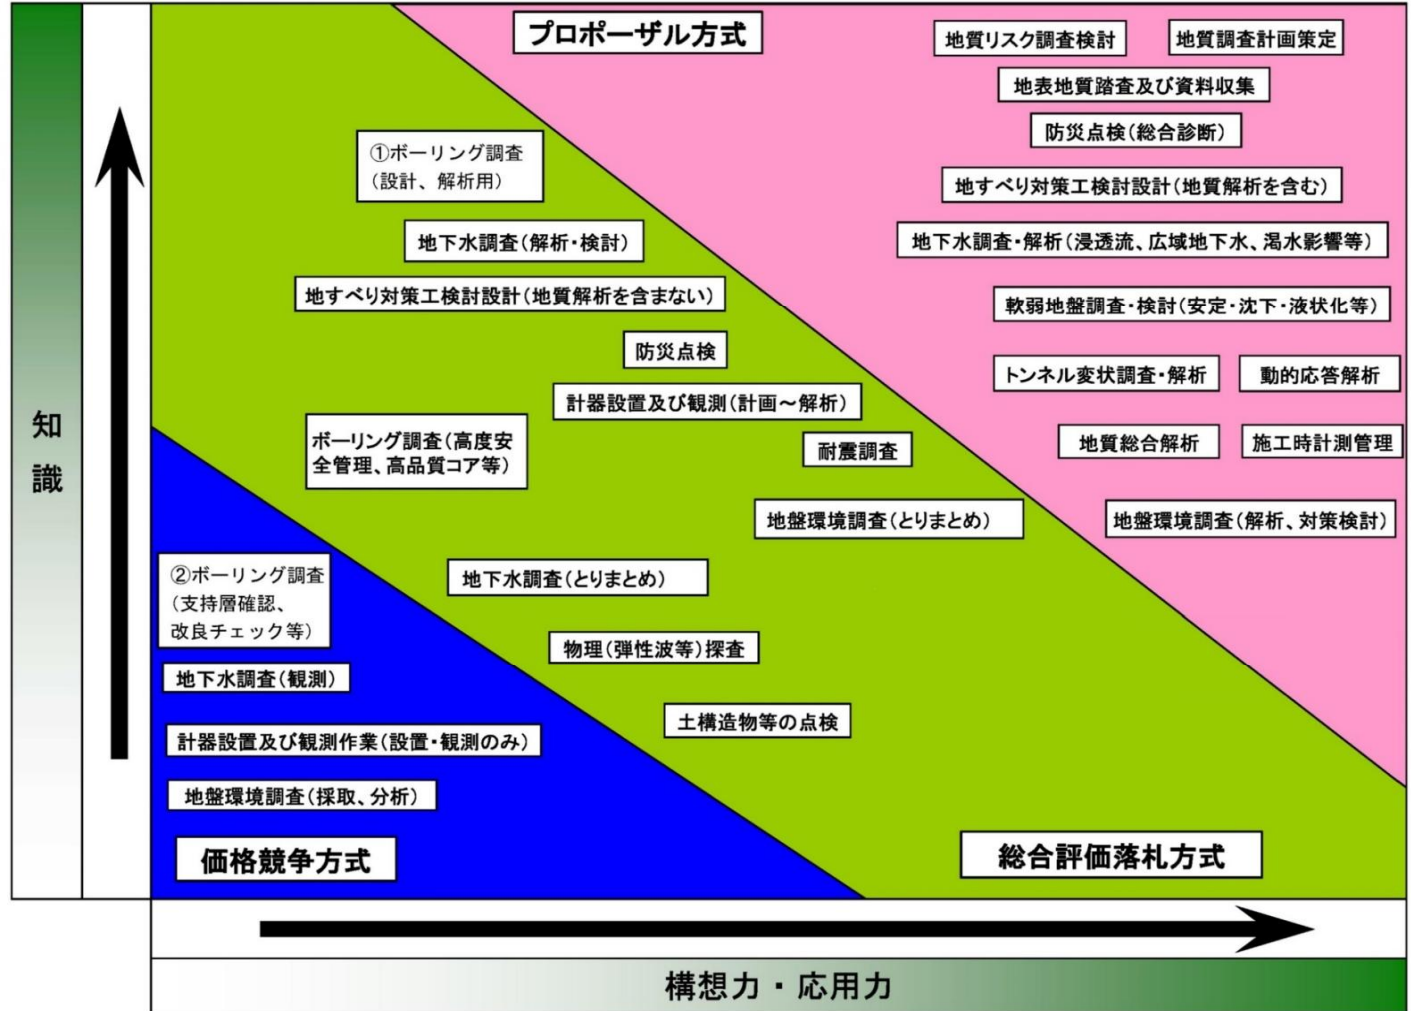 プロポーザル方式
地質リスク調査検討
地質調査計画策定
地表地質踏査及び資料収集
防災点検(総合診断)
①ボーリング調査
(設計、解析用)
地すべり対策工検討設計(地質解析を含む)
地下水調査(解析・検討)
地下水調査・解析(浸透流、広域地下水、渇水影響等)
地すべり対策工検討設計(地質解析を含まない)
軟弱地盤調査・検討(安定・沈下・液状化等)
防災点検
トンネル変状調査・解析
動的応答解析
計器設置及び観測(計画～解析)
ボーリング調査(高度安
全管理、高品質コア等)
耐震調査
地質総合解析
施工時計測管理
地盤環境調査(とりまとめ)
地盤環境調査(解析、対策検討)
②ボーリング調査
(支持層確認、
改良チェック等)
地下水調査(とりまとめ)
物理(弾性波等)探査
地下水調査(観測)
土構造物等の点検
計器設置及び観測作業(設置・観測のみ)
地盤環境調査(採取、分析)
価格競争方式
総合評価落札方式
知
識
構想力・応用力